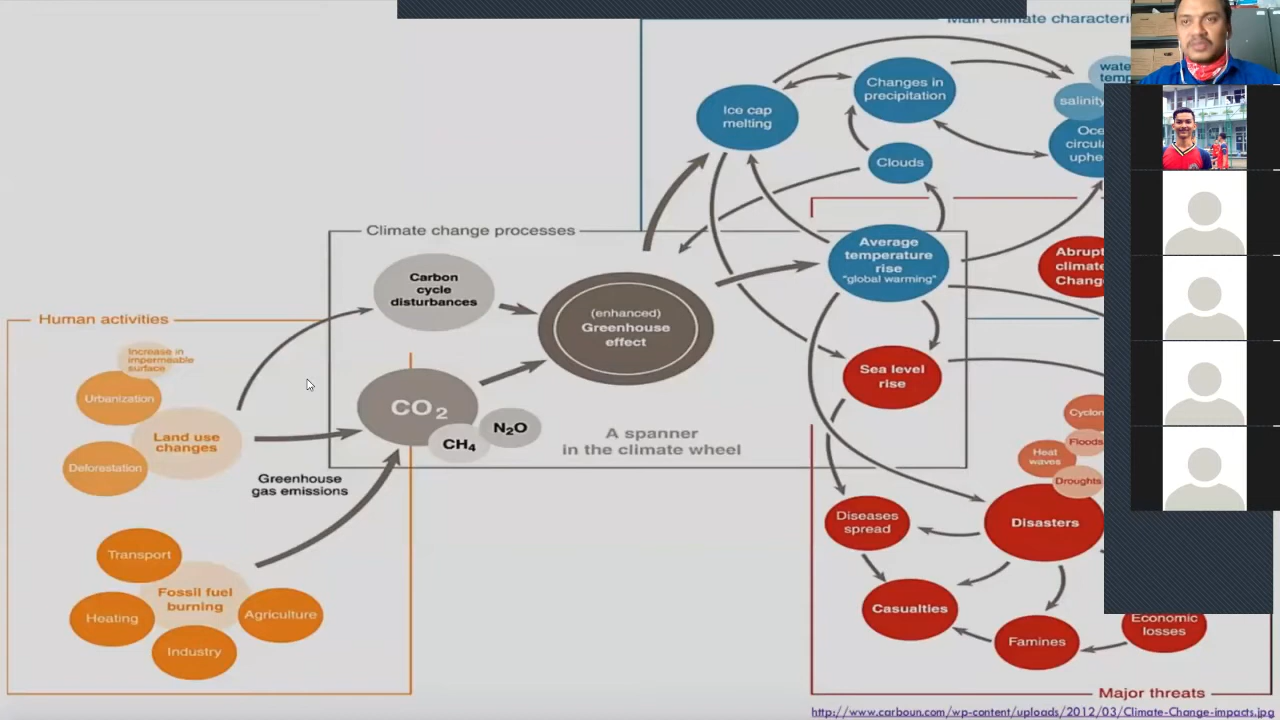 Main climate
Changes in
precipitation
Ice cap
melting
salinity
Clouds
Climate change processes
Average
temperature
rise
"global warming"
Carbon
cycle
disturbances
(enhanced)
Greenhouse
effect
Human activities
Increase in
impermeable
surface
Urbanization
Land use
changes
Deforestation
CO2
CH4
N2O
Sea level
rise
A spanner
in the climate wheel
Greenhouse
gas emissions
Heat
waves
Floods
Droughts
Diseases
spread
Disasters
Transport
Fossil fuel
burning
Heating
Agriculture
Industry
Casualties
Famines
Economic
losses
Major threats
http://www.carboun.com/wp-content/uploads/2012/03/Climate-Change-impacts.jpg